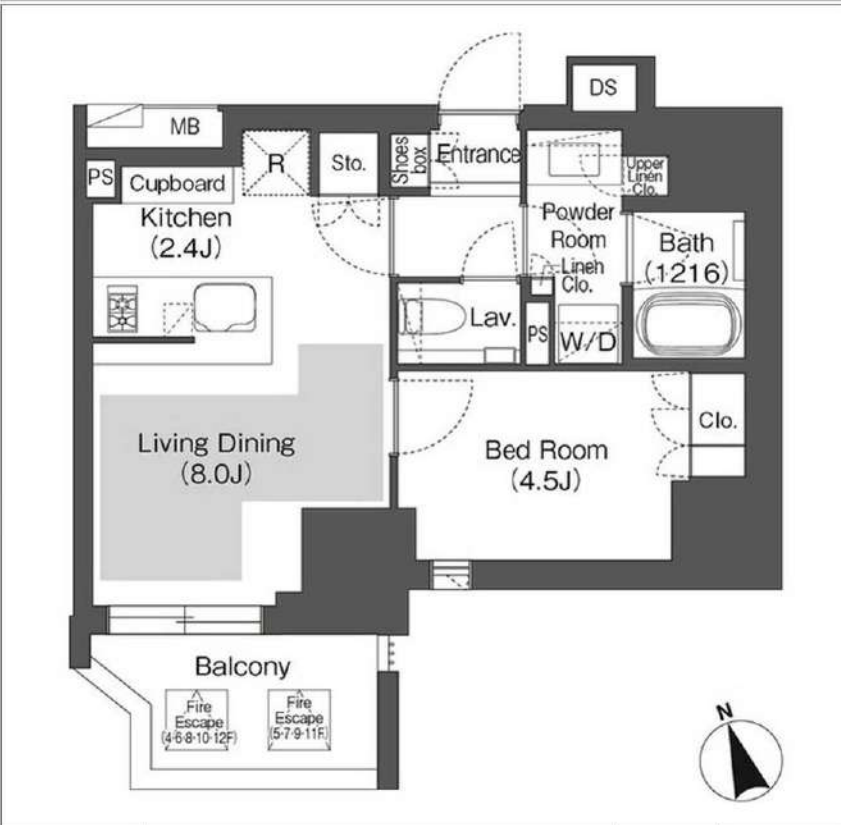 DS
MB
PS
Cupboard
R
Sto.
Shoes
box
Entrance
Upper
Linen
Clo.
Kitchen
(2.4J)
Powder
Room
Bath
(1216)
Linen
Clo.
Lav.
PS
W/D
Living Dining
(8.0J)
Bed Room
(4.5J)
Clo.
Balcony
Fire
Escape
(4·6·8·10·12F)
Fire
Escape
(5·7·9·11F)
N